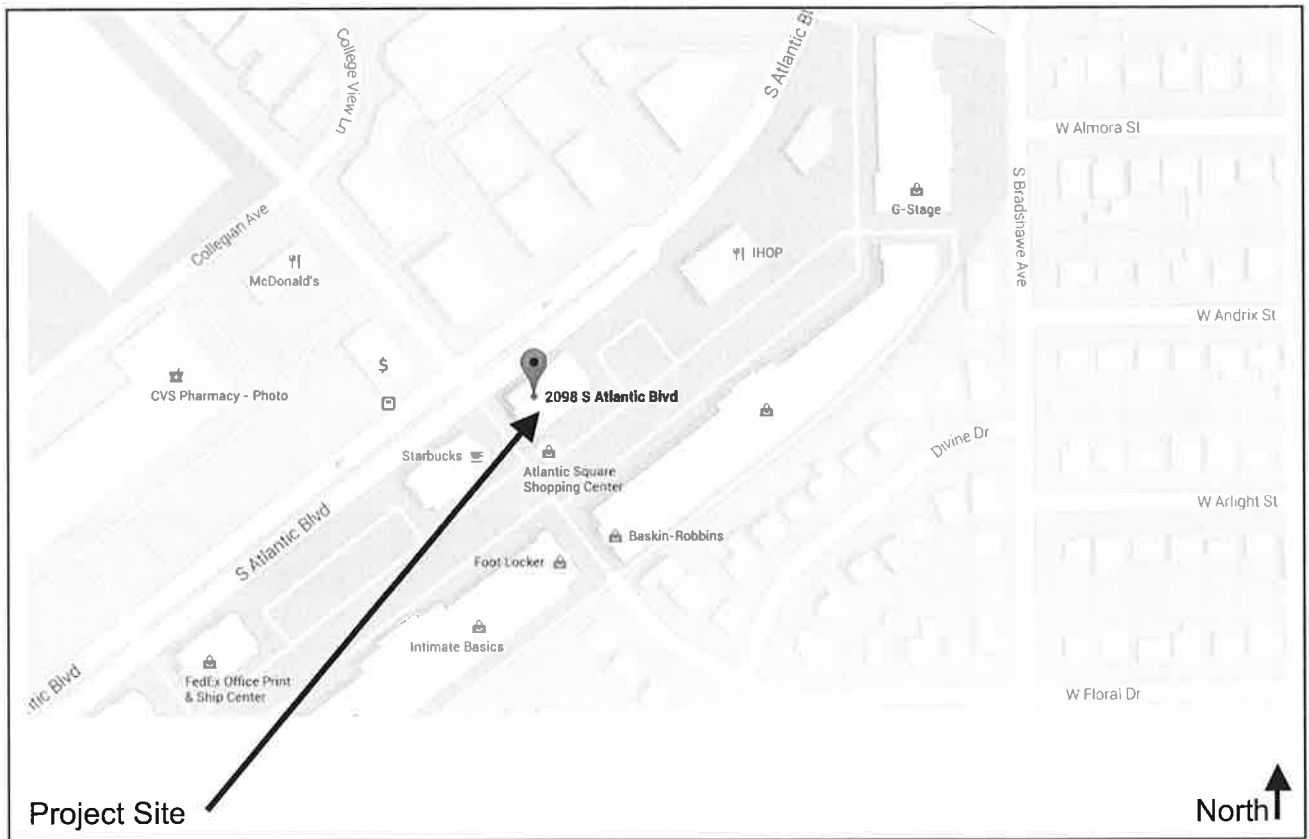 College View Ln
S Atlantic Bl
W Almora St
S Bradshawe Ave
G-Stage
Collegian Ave
IHOP
McDonald's
W Andrix St
$
CVS Pharmacy - Photo
2098 S Atlantic Blvd
Divine Dr
Starbucks
Atlantic Square
Shopping Center
W Arlight St
S Atlantic Blvd
Baskin-Robbins
Foot Locker
Intimate Basics
FedEx Office Print
& Ship Center
ntic Blvd
W Floral Dr
Project Site
North